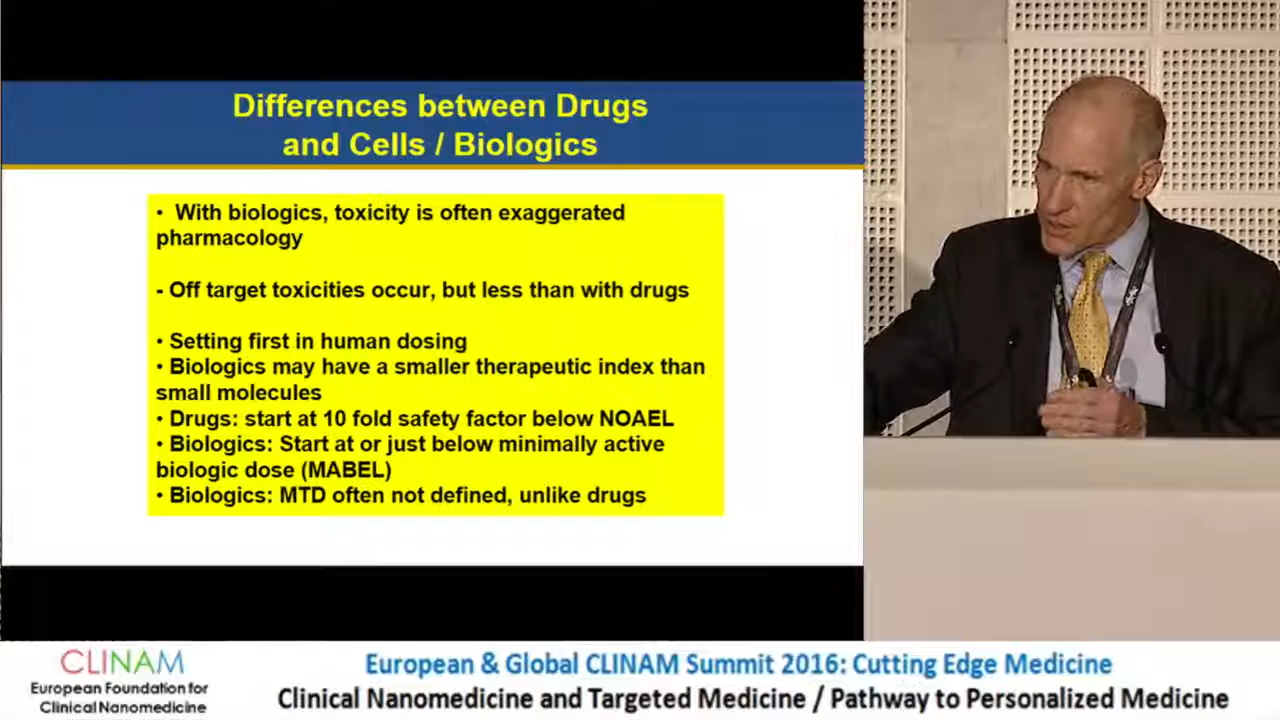 Differences between Drugs
and Cells / Biologics
• With biologics, toxicity is often exaggerated
pharmacology
- Off target toxicities occur, but less than with drugs
• Setting first in human dosing
• Biologics may have a smaller therapeutic index than
small molecules
• Drugs: start at 10 fold safety factor below NOAEL
• Biologics: Start at or just below minimally active
biologic dose (MABEL)
• Biologics: MTD often not defined, unlike drugs
CLINAM
European Foundation for
Clinical Nanomedicine
European & Global CLINAM Summit 2016: Cutting Edge Medicine
Clinical Nanomedicine and Targeted Medicine / Pathway to Personalized Medicine